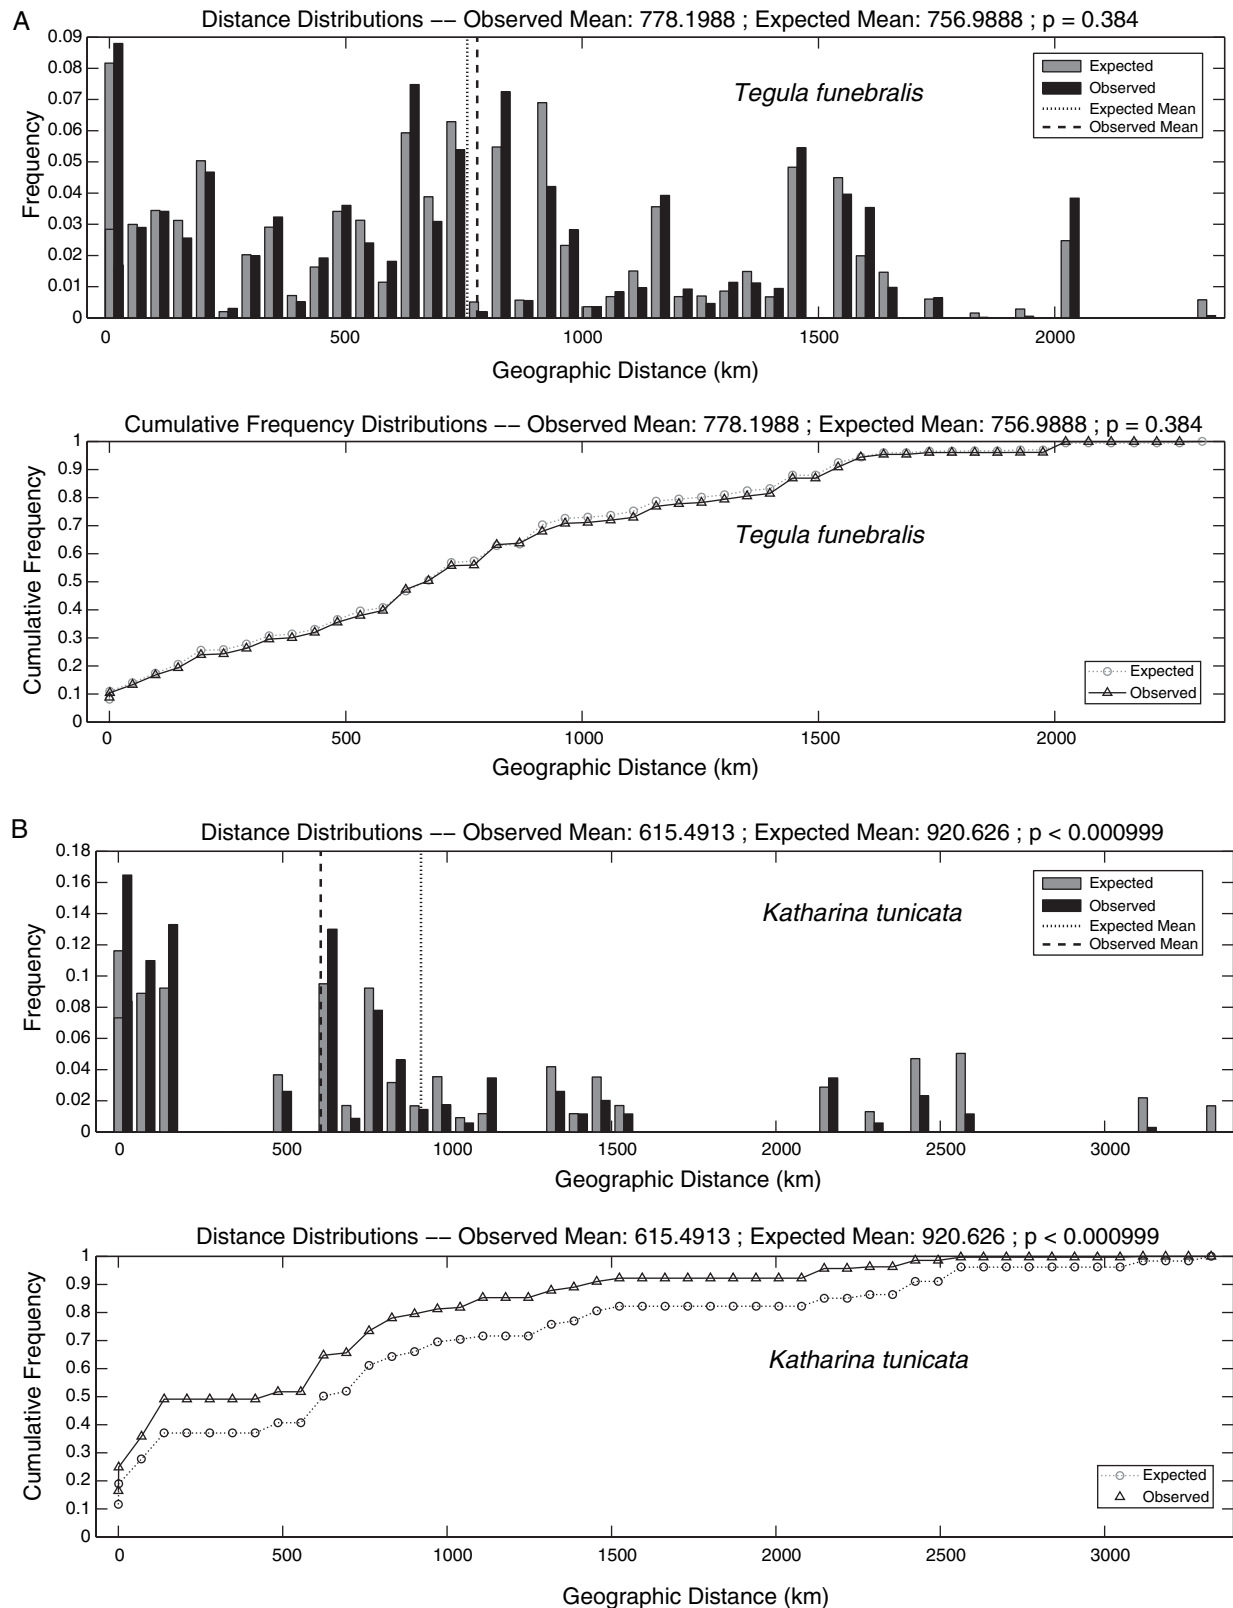 A
Distance Distributions –– Observed Mean: 778.1988 ; Expected Mean: 756.9888 ; p = 0.384
0.09
0.08
0.07
0.06
0.05
0.04
0.03
0.02
0.01
0
Frequency
Tegula funebralis
Expected
Observed
Expected Mean
Observed Mean
0 500 1000 1500 2000
Geographic Distance (km)
Cumulative Frequency Distributions –– Observed Mean: 778.1988 ; Expected Mean: 756.9888 ; p = 0.384
1
0.9
0.8
0.7
0.6
0.5
0.4
0.3
0.2
0.1
0
Cumulative Frequency
Tegula funebralis
Expected
Observed
0 500 1000 1500 2000
Geographic Distance (km)
B
Distance Distributions –– Observed Mean: 615.4913 ; Expected Mean: 920.626 ; p < 0.000999
0.18
0.16
0.14
0.12
0.1
0.08
0.06
0.04
0.02
0
Frequency
Katharina tunicata
Expected
Observed
Expected Mean
Observed Mean
0 500 1000 1500 2000 2500 3000
Geographic Distance (km)
Distance Distributions –– Observed Mean: 615.4913 ; Expected Mean: 920.626 ; p < 0.000999
1
0.9
0.8
0.7
0.6
0.5
0.4
0.3
0.2
0.1
0
Cumulative Frequency
Katharina tunicata
Expected
Observed
0 500 1000 1500 2000 2500 3000
Geographic Distance (km)